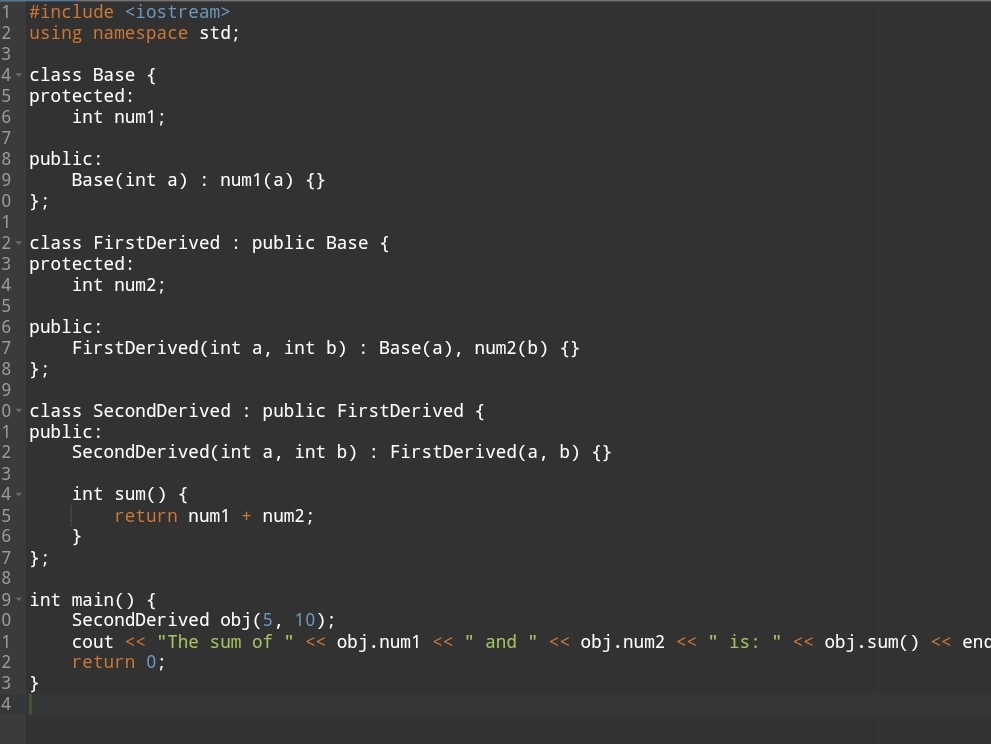 1 #include <iostream>
2 using namespace std;
3
4 class Base {
5 protected:
6     int num1;
7
8 public:
9     Base(int a) : num1(a) {}
0 };
1
2 class FirstDerived : public Base {
3 protected:
4     int num2;
5
6 public:
7     FirstDerived(int a, int b) : Base(a), num2(b) {}
8 };
9
0 class SecondDerived : public FirstDerived {
1 public:
2     SecondDerived(int a, int b) : FirstDerived(a, b) {}
3
4     int sum() {
5         return num1 + num2;
6     }
7 };
8
9 int main() {
0     SecondDerived obj(5, 10);
1     cout << "The sum of " << obj.num1 << " and " << obj.num2 << " is: " << obj.sum() << end
2     return 0;
3 }
4